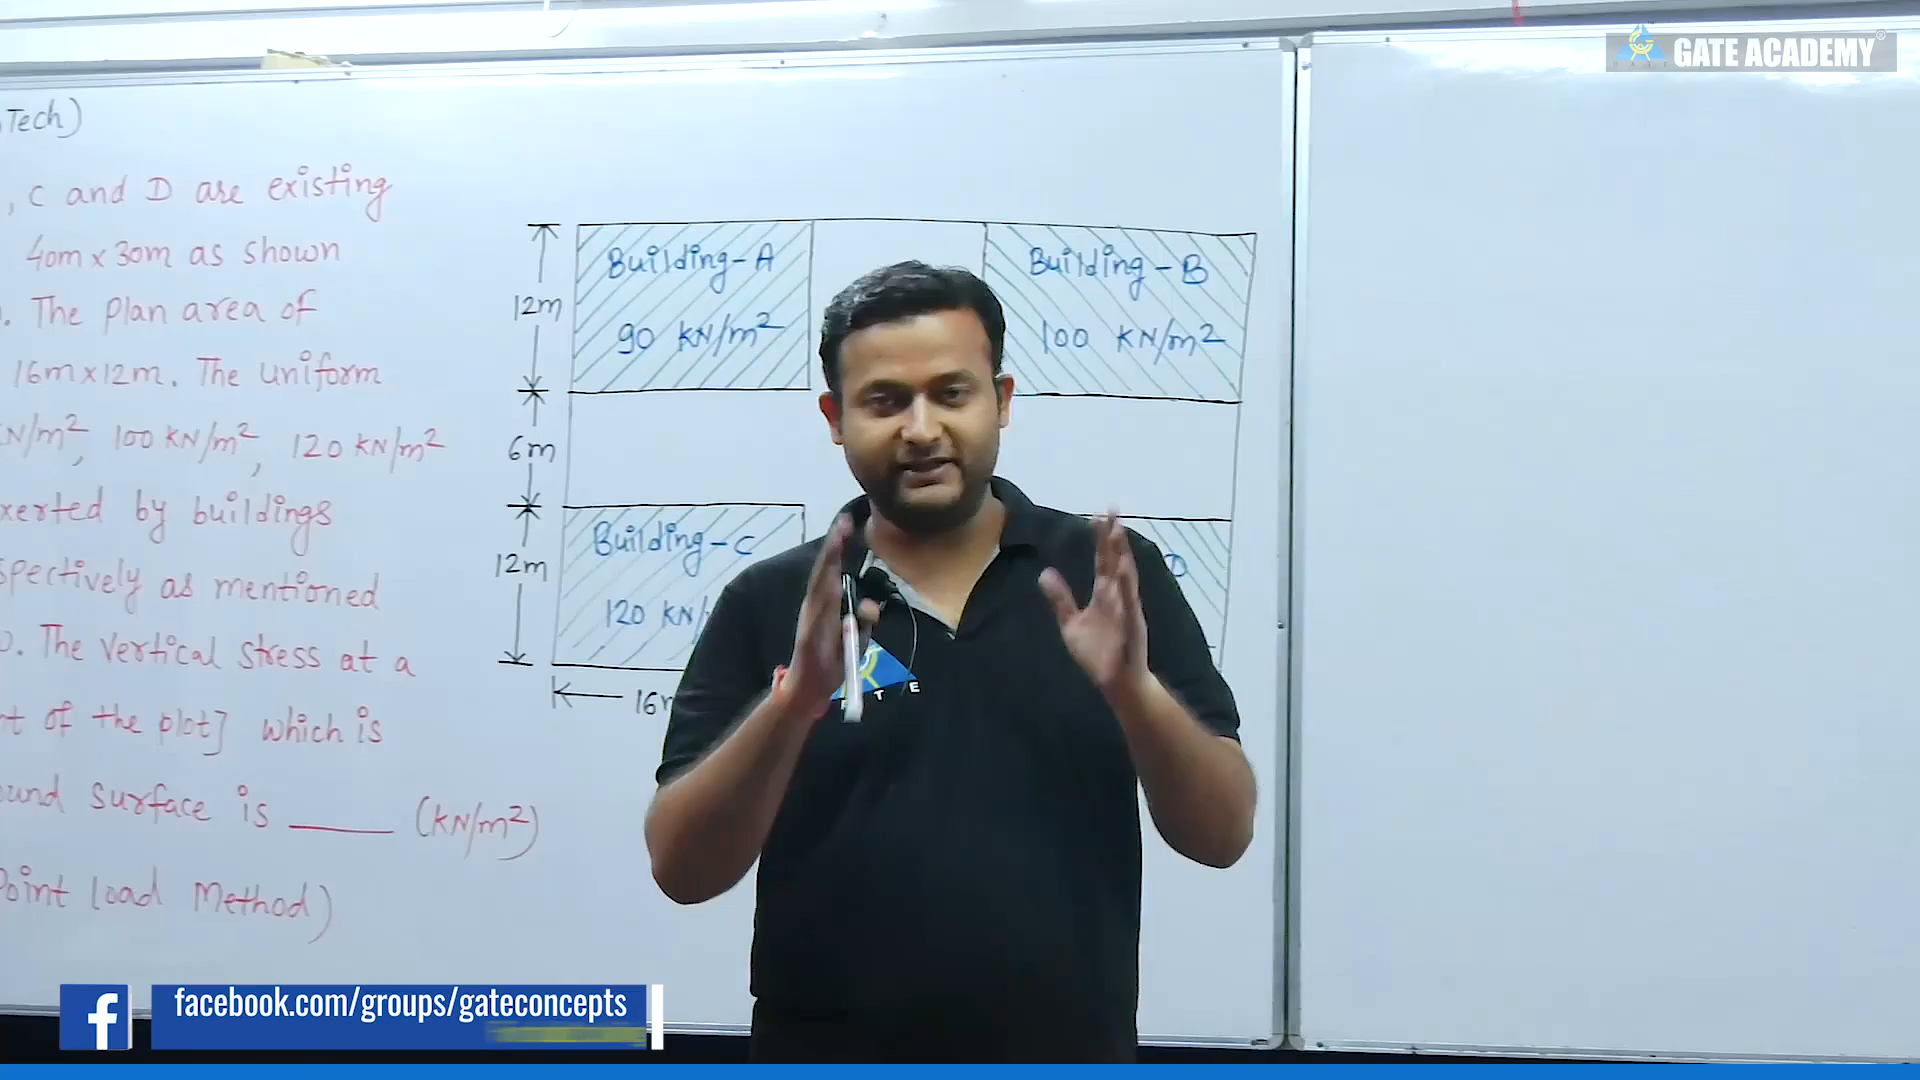 GATE ACADEMY
Tech)
, C and D are existing
40m x 30m as shown
. The plan area of
16m x 12m. The uniform
N/m², 100 KN/m², 120 KN/m²
xerted by buildings
spectively as mentioned
. The vertical stress at a
nt of the plot] which is
ound surface is ____ (KN/m²)
Point load Method)
Building-A
90 KN/m²
Building-B
100 KN/m²
12m
6m
Building-C
120 KN/
D
12m
16m
T E
facebook.com/groups/gateconcepts